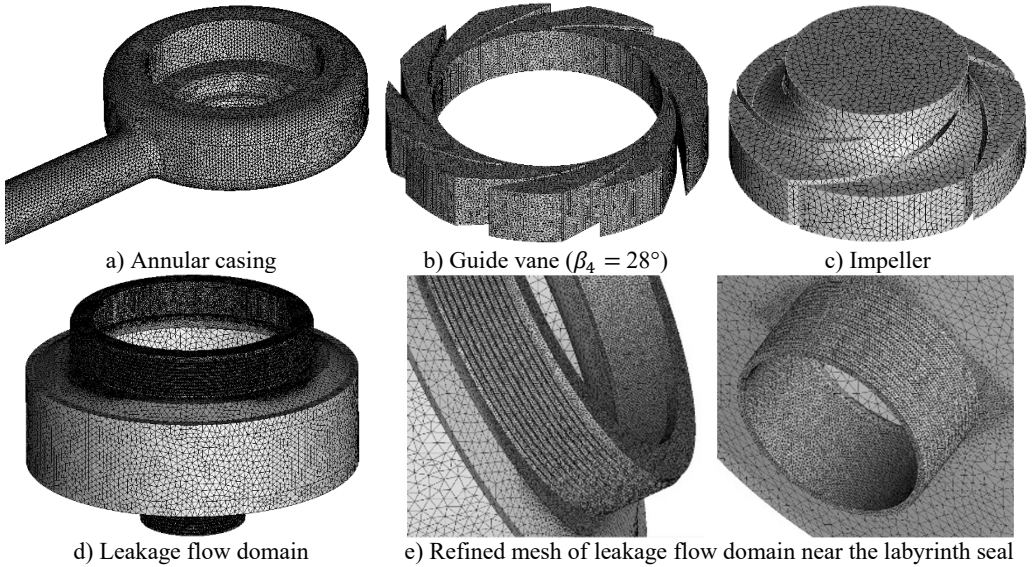 a) Annular casing
b) Guide vane (β₄ = 28°)
c) Impeller
d) Leakage flow domain
e) Refined mesh of leakage flow domain near the labyrinth seal